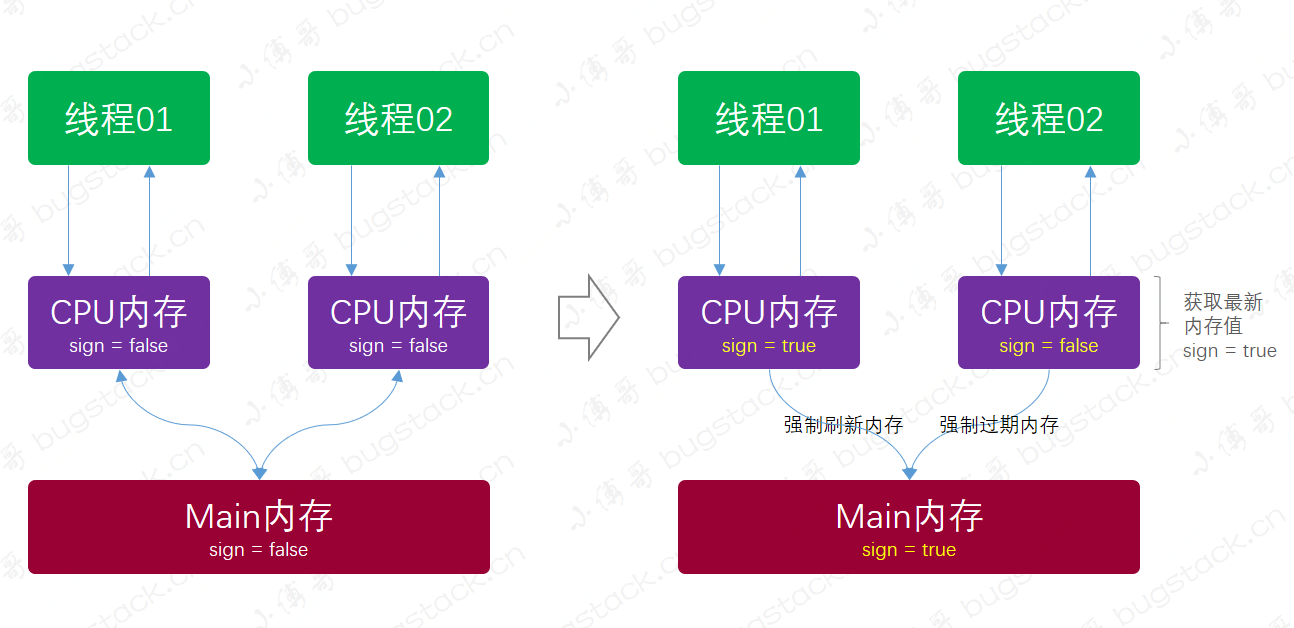 线程01
线程02
CPU内存
sign = false
CPU内存
sign = false
Main内存
sign = false
线程01
线程02
CPU内存
sign = true
CPU内存
sign = false
获取最新
内存值
sign = true
强制刷新内存
强制过期内存
Main内存
sign = true
小傅哥 bugstack.cn